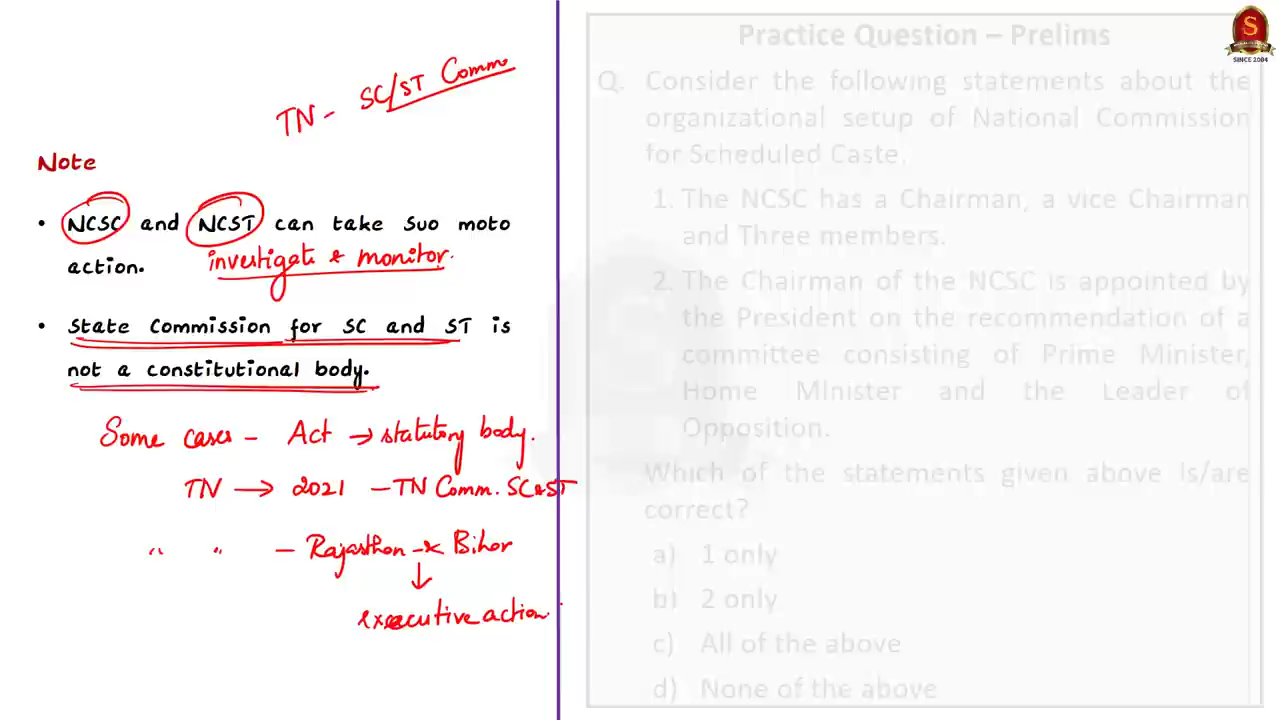 TN - SC/ST Comm
Note
• NCSC and NCST can take Suo moto
action. investigate & monitor.
• State Commission for SC and ST is
not a constitutional body.
Some cases - Act → statutory body.
TN → 2021 - TN Comm. SC & ST
" " - Rajasthan & Bihar
↓
executive action
SINCE 2004
Practice Question – Prelims
Q. Consider the following statements about the
organizational setup of National Commission
for Scheduled Caste.
1. The NCSC has a Chairman, a vice Chairman
and Three members.
2. The Chairman of the NCSC is appointed by
the President on the recommendation of a
committee consisting of Prime Minister,
Home MInister and the Leader of
Opposition.
Which of the statements given above Is/are
correct?
a) 1 only
b) 2 only
c) All of the above
d) None of the above